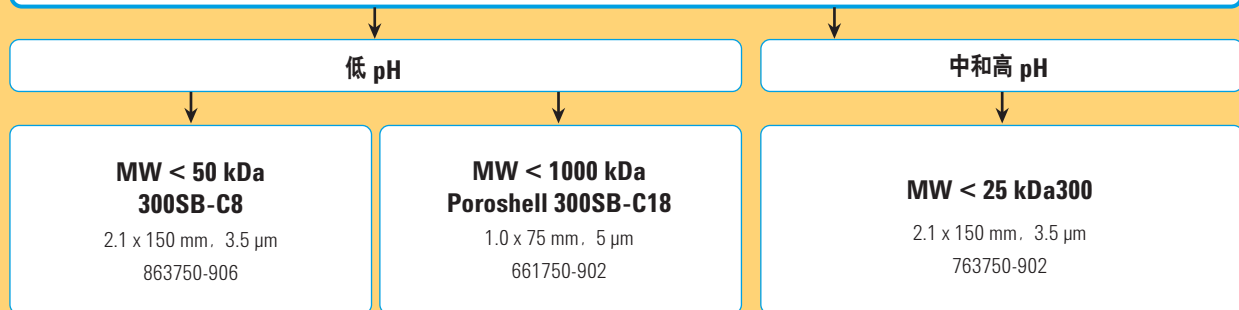 低 pH
中和高 pH
MW < 50 kDa
300SB-C8
2.1 x 150 mm, 3.5 μm
863750-906
MW < 1000 kDa
Poroshell 300SB-C18
1.0 x 75 mm, 5 μm
661750-902
MW < 25 kDa300
2.1 x 150 mm, 3.5 μm
763750-902